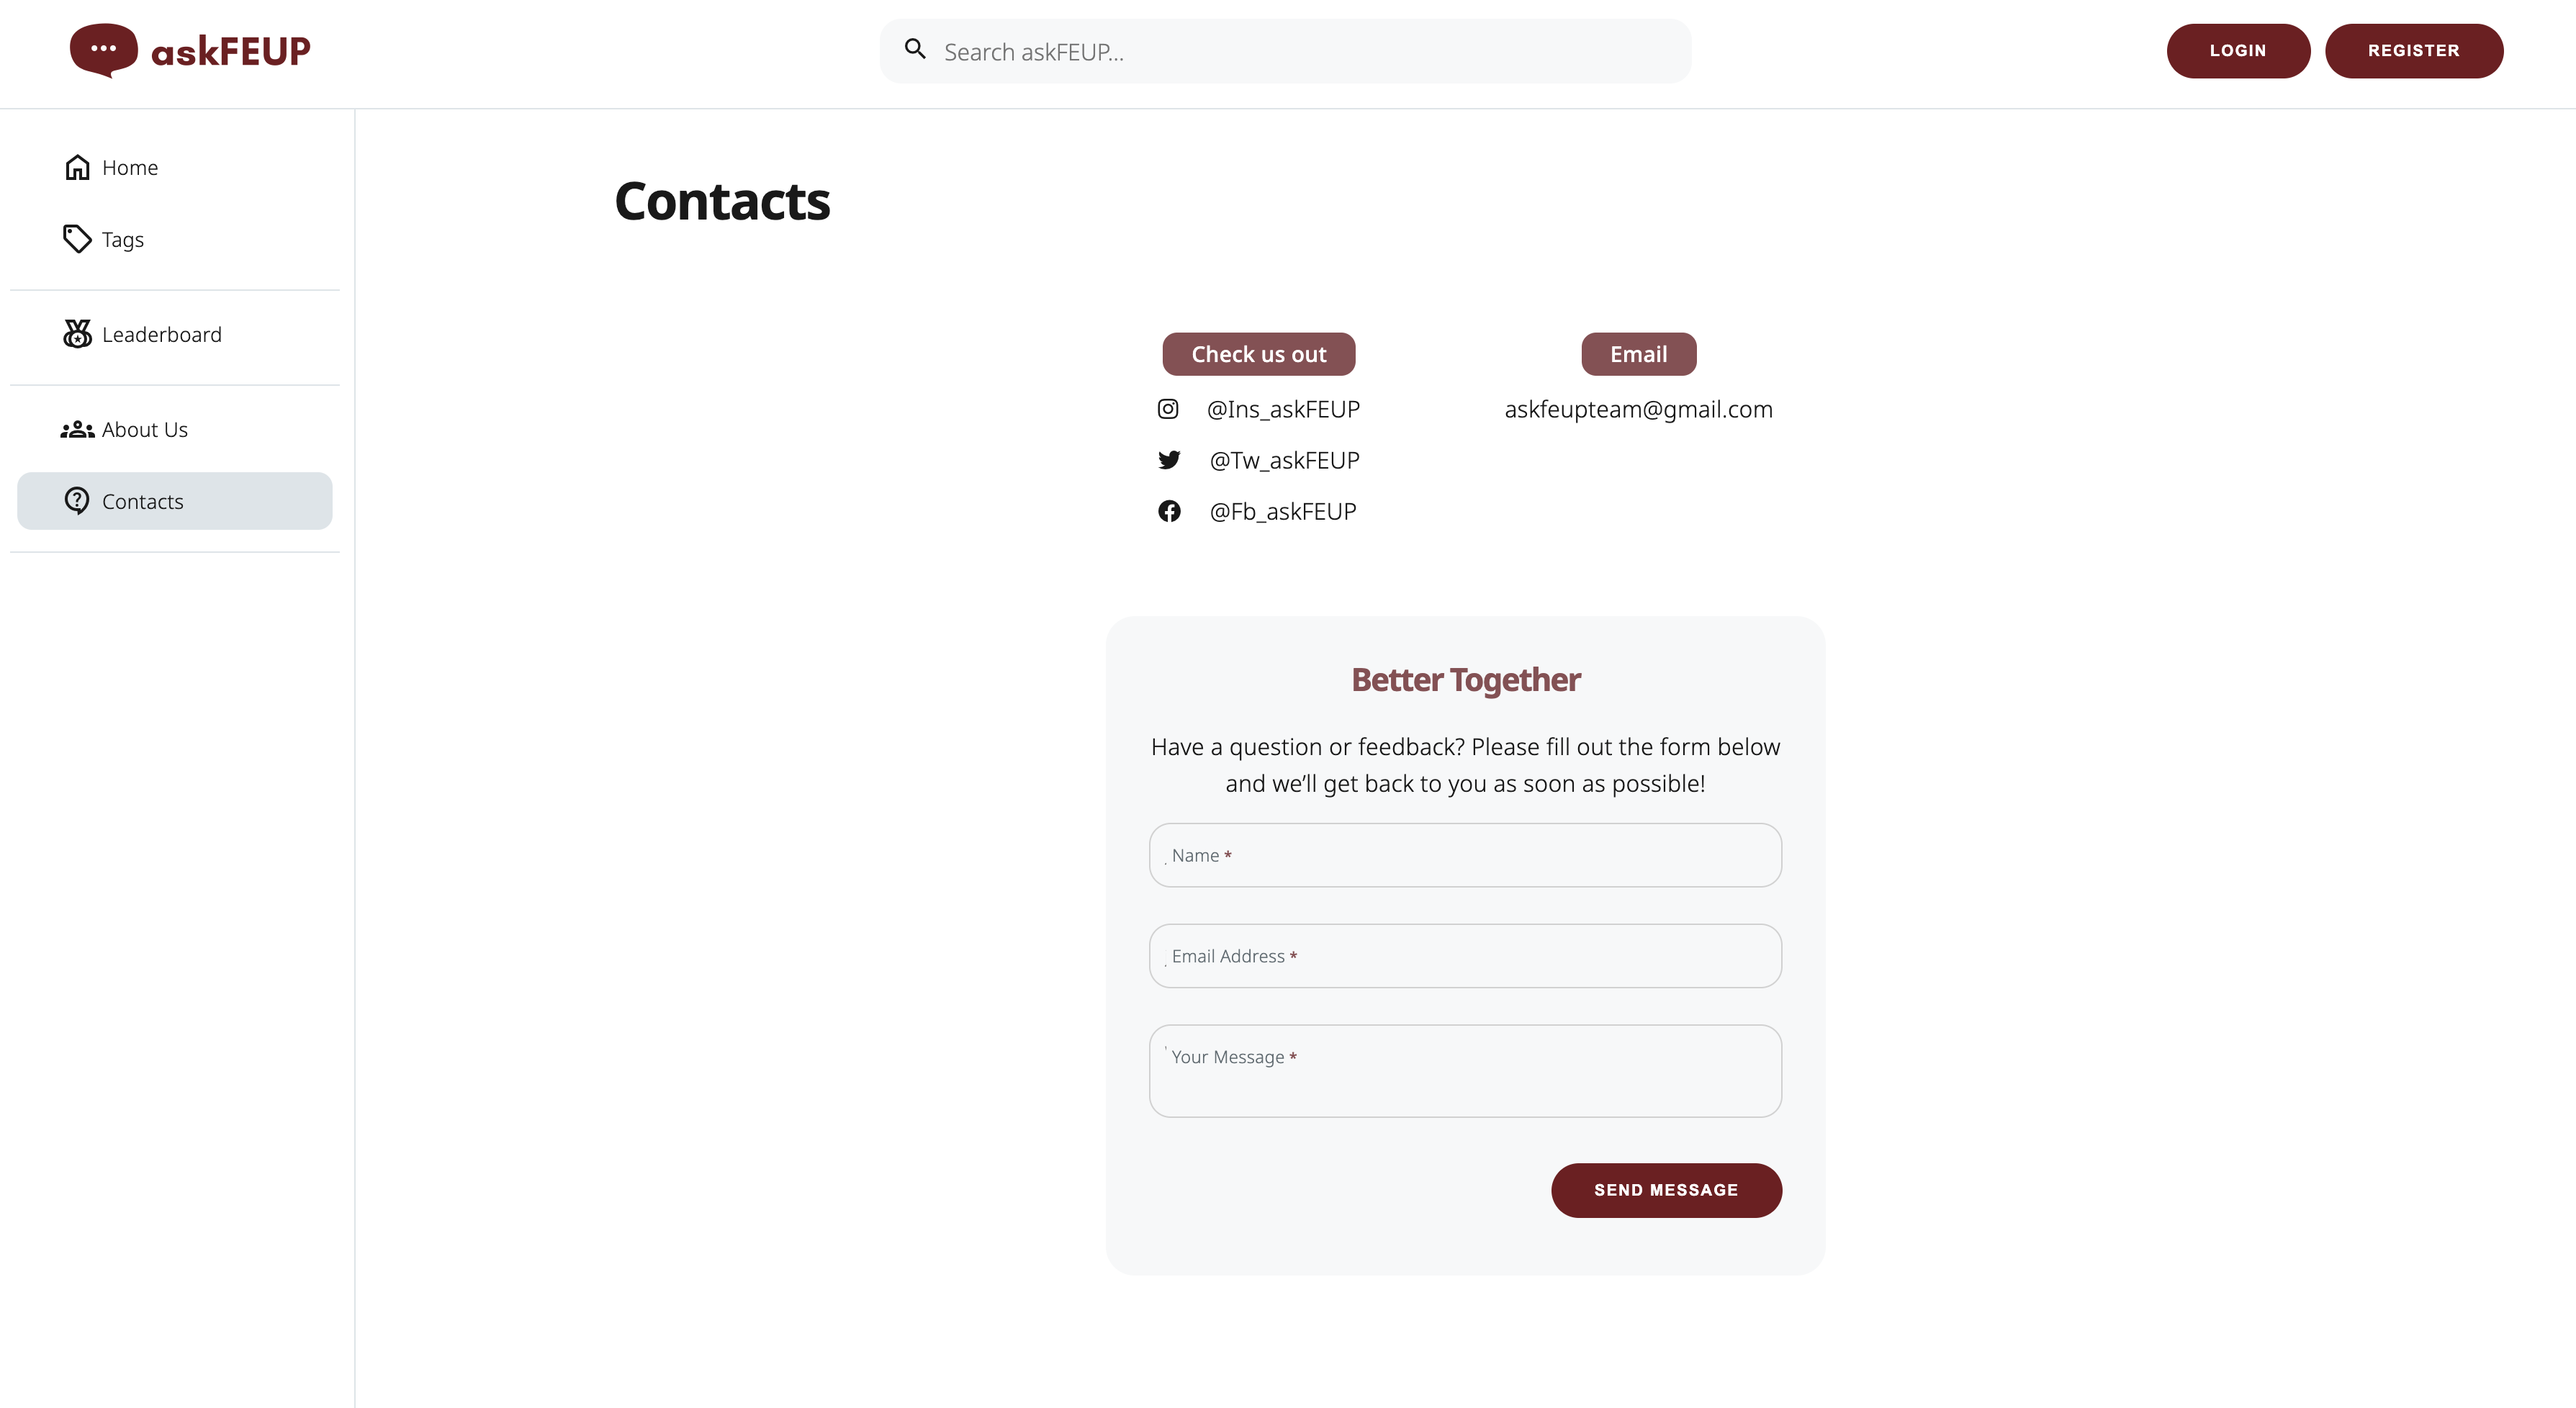 askFEUP
Search askFEUP...
LOGIN
REGISTER
Home
Tags
Leaderboard
About Us
Contacts
Contacts
Check us out
@Ins_askFEUP
@Tw_askFEUP
@Fb_askFEUP
Email
askfeupteam@gmail.com
Better Together
Have a question or feedback? Please fill out the form below
and we’ll get back to you as soon as possible!
Name *
Email Address *
Your Message *
SEND MESSAGE